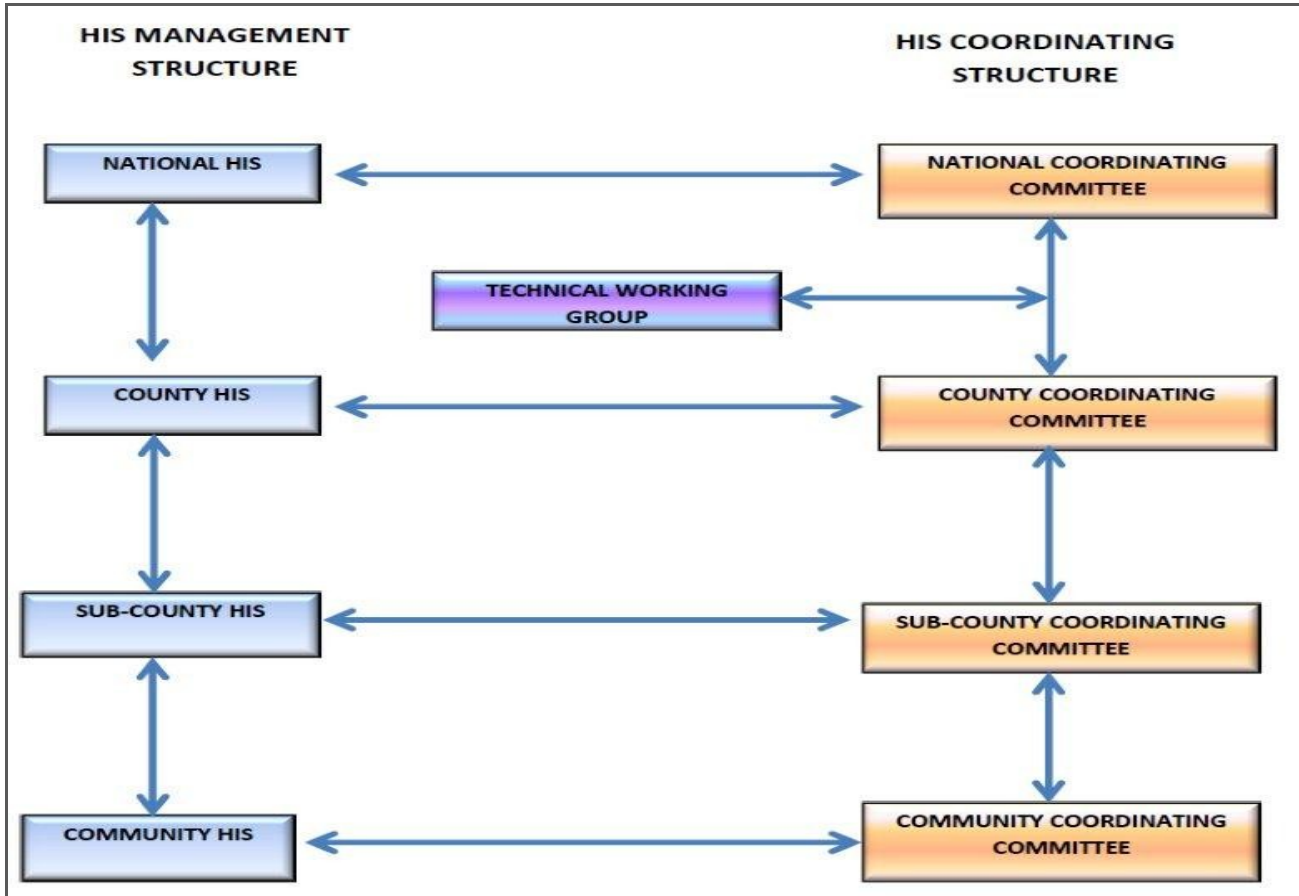 HIS MANAGEMENT
STRUCTURE
HIS COORDINATING
STRUCTURE
NATIONAL HIS
NATIONAL COORDINATING
COMMITTEE
TECHNICAL WORKING
GROUP
COUNTY HIS
COUNTY COORDINATING
COMMITTEE
SUB-COUNTY HIS
SUB-COUNTY COORDINATING
COMMITTEE
COMMUNITY HIS
COMMUNITY COORDINATING
COMMITTEE